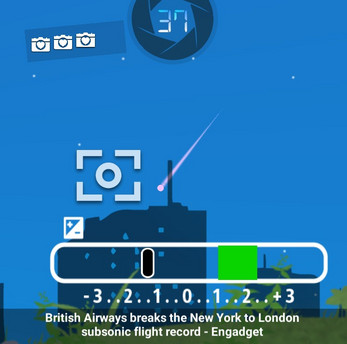 37
-3..2..1..0..1..2..+3
British Airways breaks the New York to London
subsonic flight record - Engadget